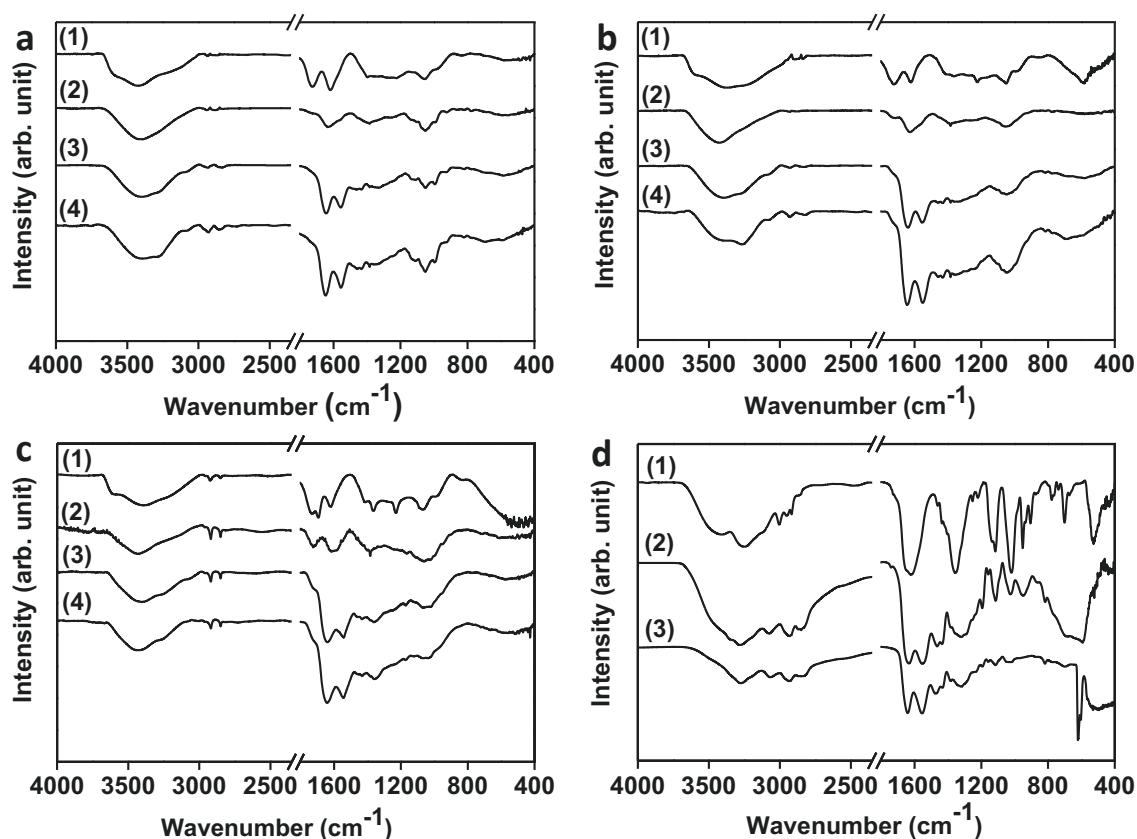 a
(1)
(2)
(3)
(4)
Intensity (arb. unit)
4000 3500 3000 2500 1600 1200 800 400
Wavenumber (cm-1)
b
(1)
(2)
(3)
(4)
Intensity (arb. unit)
4000 3500 3000 2500 1600 1200 800 400
Wavenumber (cm-1)
c
(1)
(2)
(3)
(4)
Intensity (arb. unit)
4000 3500 3000 2500 1600 1200 800 400
Wavenumber (cm-1)
d
(1)
(2)
(3)
Intensity (arb. unit)
4000 3500 3000 2500 1600 1200 800 400
Wavenumber (cm-1)